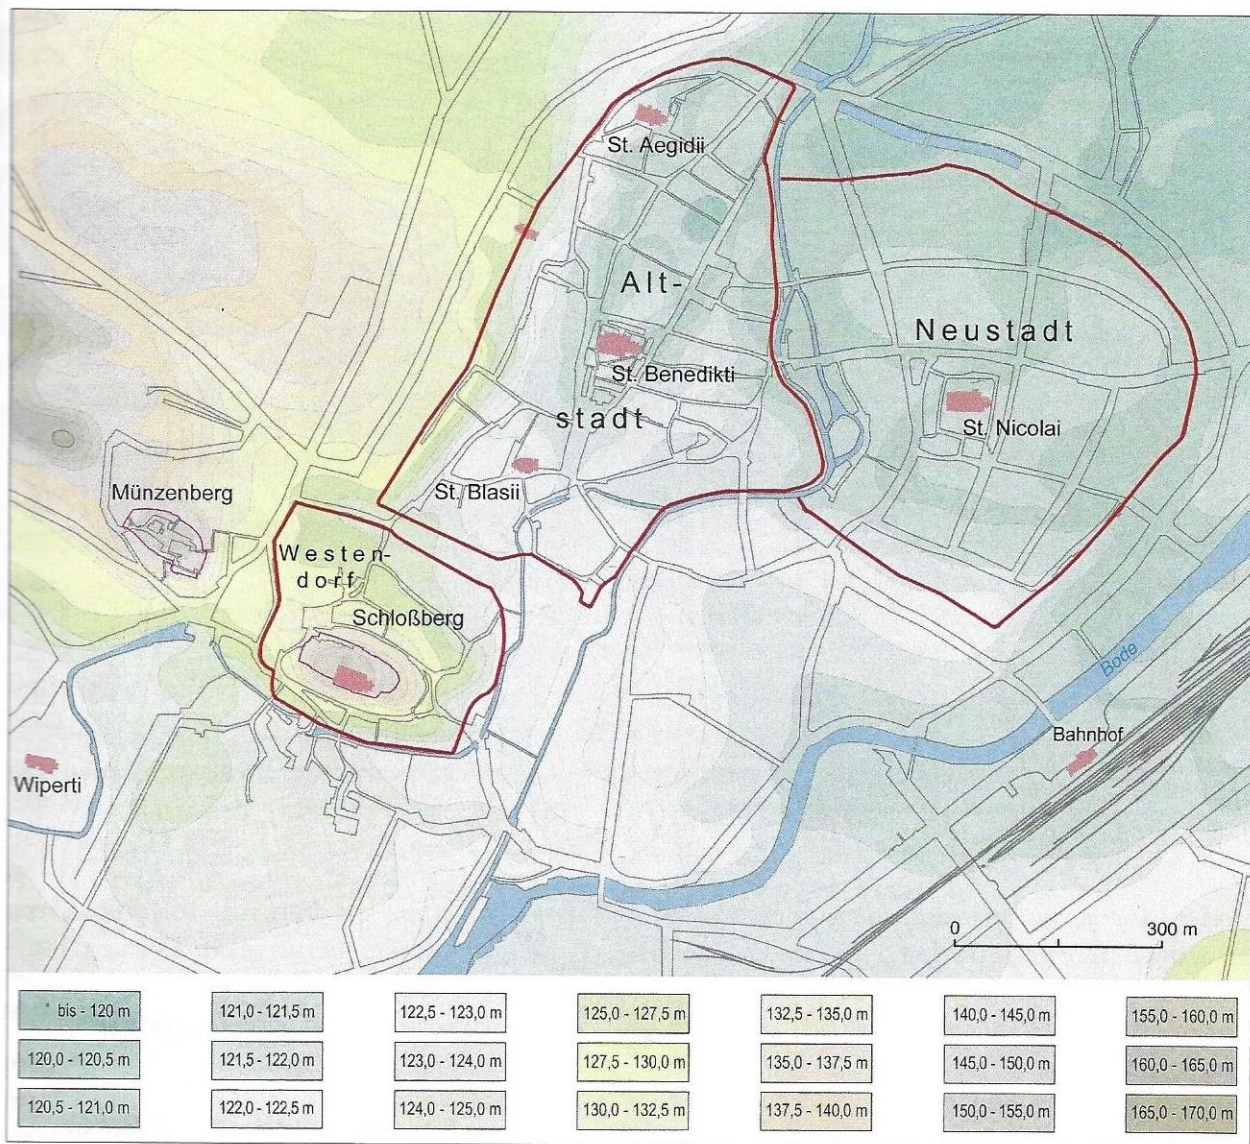 St. Aegidii
Alt-
Neustadt
St. Benedikti
stadt
St. Nicolai
St. Blasii
Münzenberg
Westen-
dorf
Schloßberg
Bode
Bahnhof
Wiperti
0 300 m
bis - 120 m
120,0 - 120,5 m
120,5 - 121,0 m
121,0 - 121,5 m
121,5 - 122,0 m
122,0 - 122,5 m
122,5 - 123,0 m
123,0 - 124,0 m
124,0 - 125,0 m
125,0 - 127,5 m
127,5 - 130,0 m
130,0 - 132,5 m
132,5 - 135,0 m
135,0 - 137,5 m
137,5 - 140,0 m
140,0 - 145,0 m
145,0 - 150,0 m
150,0 - 155,0 m
155,0 - 160,0 m
160,0 - 165,0 m
165,0 - 170,0 m